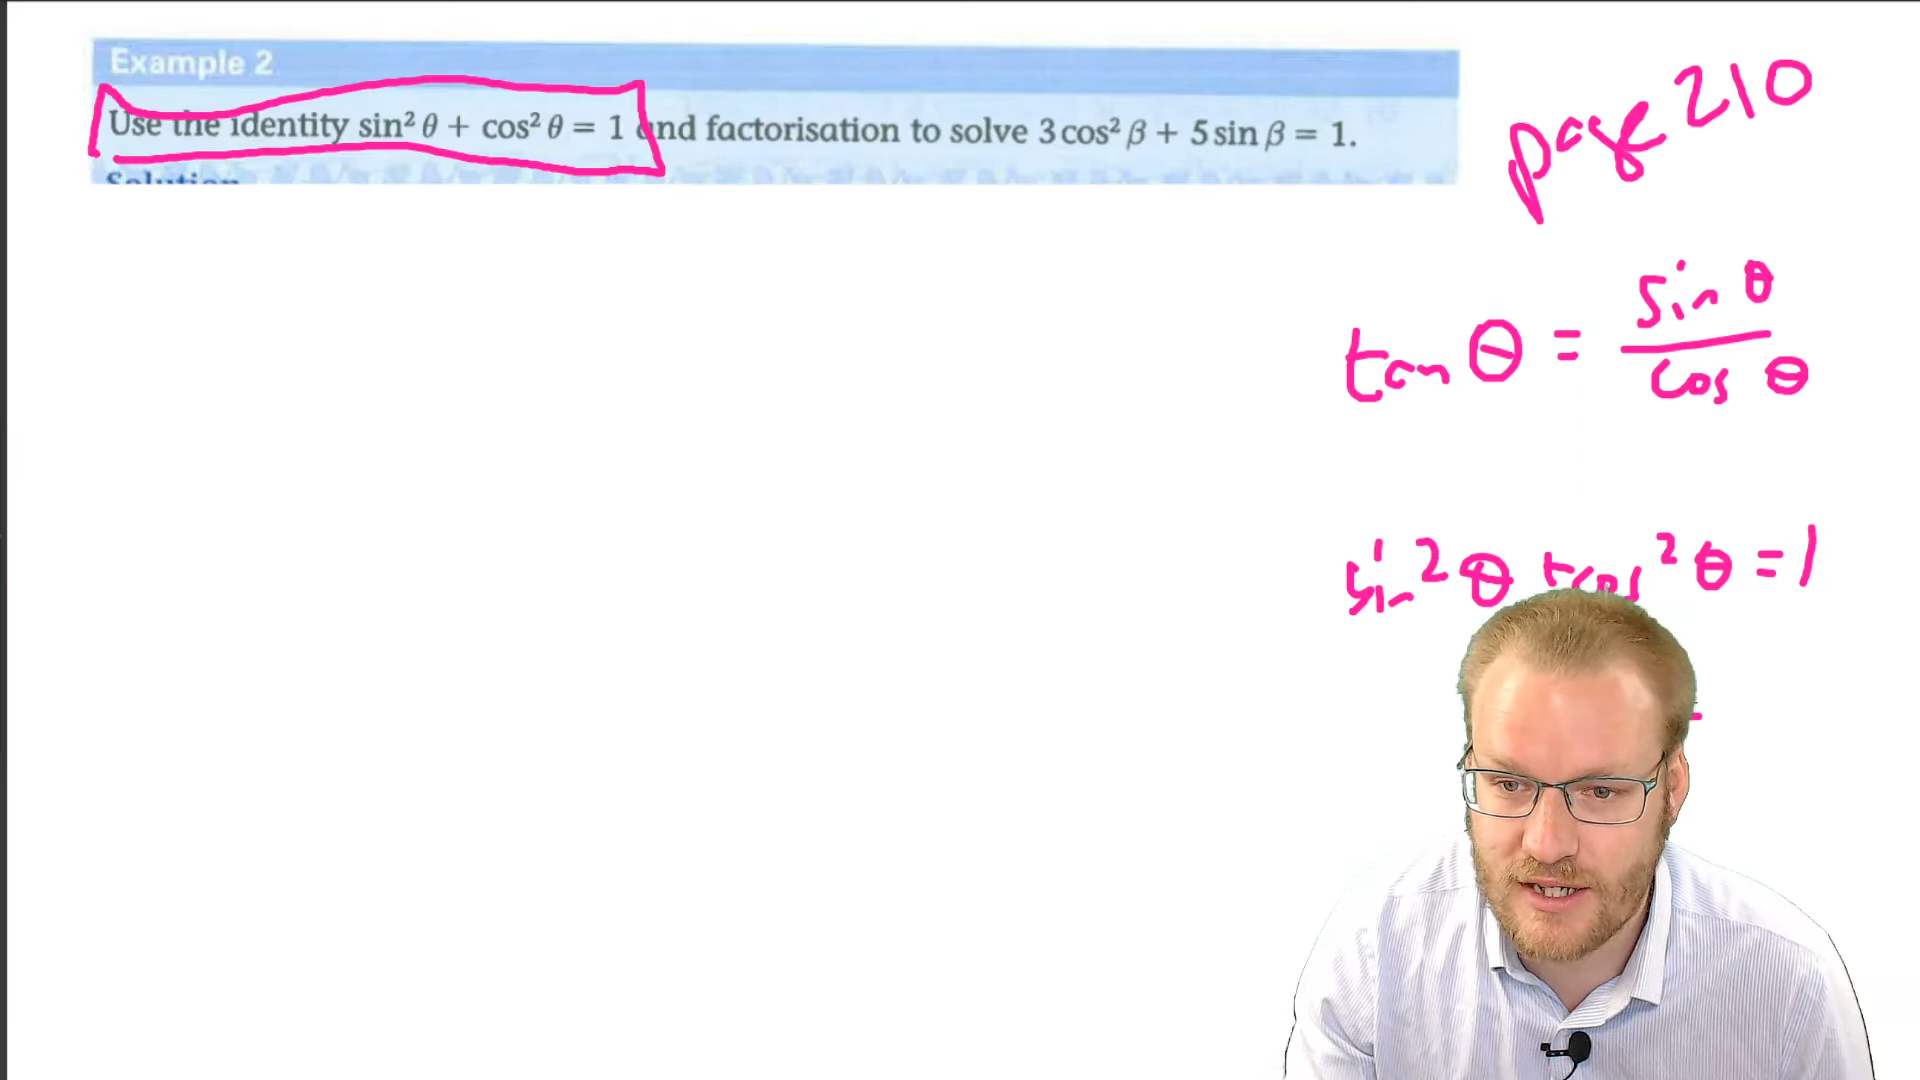 Example 2
Use the identity sin² θ + cos² θ = 1 and factorisation to solve 3 cos² β + 5 sin β = 1.
Solution
page 210
tan θ = sin θ / cos θ
sin² θ + cos² θ = 1